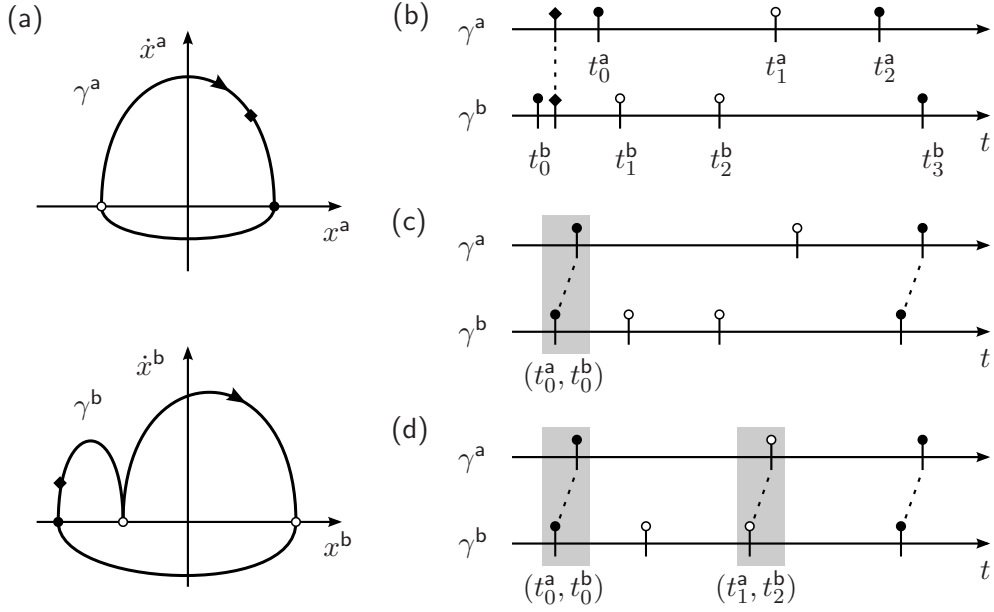 (a)
ẋᵃ
γᵃ
xᵃ
ẋᵇ
γᵇ
xᵇ
(b)
γᵃ
t₀ᵃ t₁ᵃ t₂ᵃ
γᵇ
t₀ᵇ t₁ᵇ t₂ᵇ t₃ᵇ t
(c)
γᵃ
γᵇ
t
(t₀ᵃ, t₀ᵇ)
(d)
γᵃ
γᵇ
t
(t₀ᵃ, t₀ᵇ) (t₁ᵃ, t₂ᵇ)